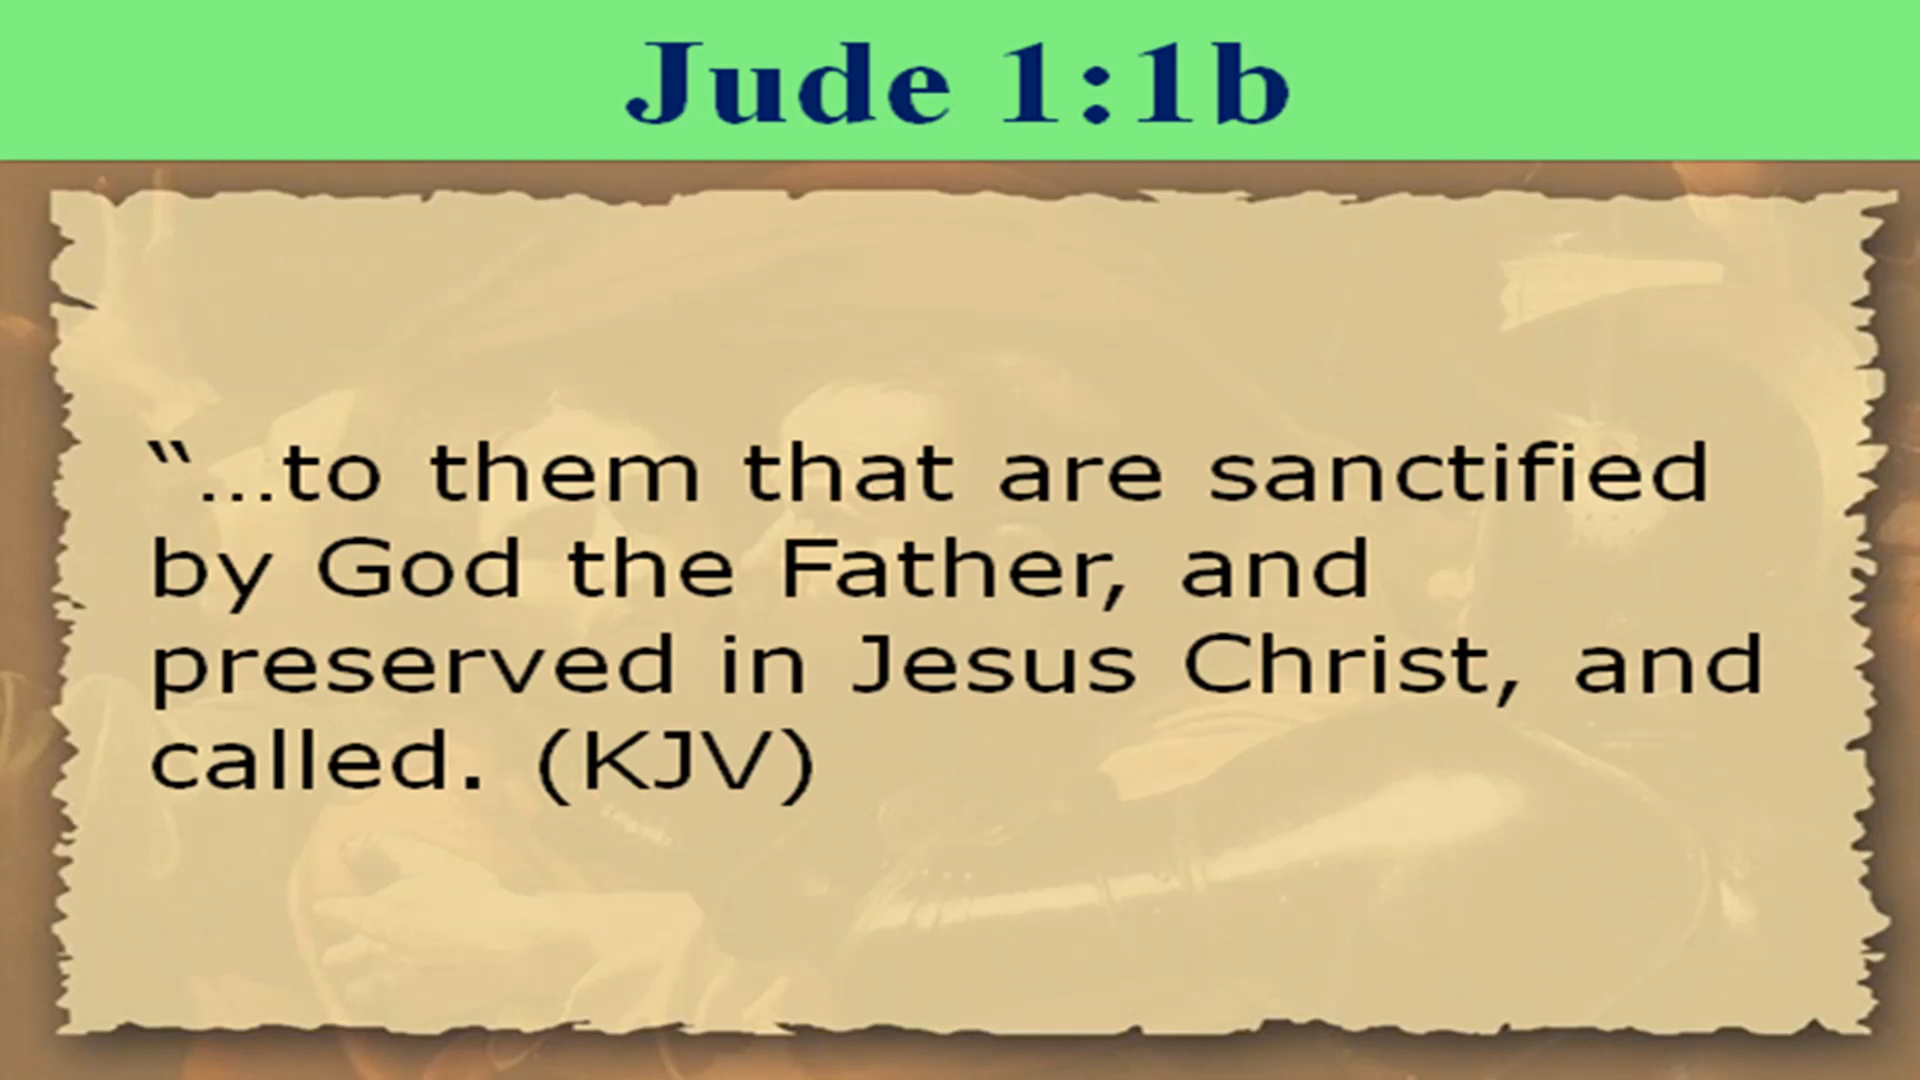 Jude 1:1b
“…to them that are sanctified
by God the Father, and
preserved in Jesus Christ, and
called. (KJV)